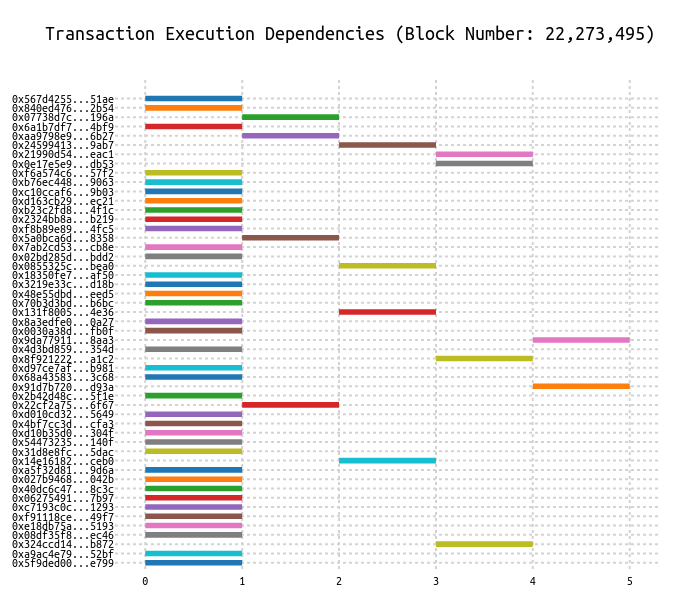 Transaction Execution Dependencies (Block Number: 22,273,495)
0x567d4255...51ae
0x840ed476...2b54
0x07738d7c...196a
0x6a1b7df7...4bf9
0xaa9798e9...6b27
0x24599413...9ab7
0x21990d54...eac1
0x0e17e5e9...db53
0xf6a574c6...57f2
0xb76ec448...9063
0xc10ccaf6...9b03
0xd163cb29...ec21
0xb23c2fd8...4f1c
0x2324bb8a...b219
0xf8b89e89...4fc5
0x5a0bca6d...8358
0x7ab2cd53...cb8e
0x02bd285d...bdd2
0x0855325c...bea0
0x18350fe7...af50
0x3219e33c...d18b
0x48e55dbd...eed5
0x70b3d3bd...b6bc
0x131f8005...4e36
0x8a3edfe0...0a27
0x0030a38d...fb0f
0x9da77911...8aa3
0x4d3bd859...354d
0x8f921222...a1c2
0xd97ce7af...b981
0x68a43583...3c68
0x91d7b720...d93a
0x2b42d48c...5f1e
0x22cf2a75...6f67
0xd010cd32...5649
0x4bf7cc3d...cfa3
0xd10b35d0...304f
0x54473235...140f
0x31d8e8fc...5dac
0x14e16182...ceb0
0xa5f32d81...9d6a
0x027b9468...042b
0x40dc6c47...8c3c
0x06275491...7b97
0xc7193c0c...1293
0xf91118ce...49f7
0xe18db75a...5193
0x08df35f8...ec46
0x324ccd14...b872
0xa9ac4e79...52bf
0x5f9ded00...e799
0 1 2 3 4 5